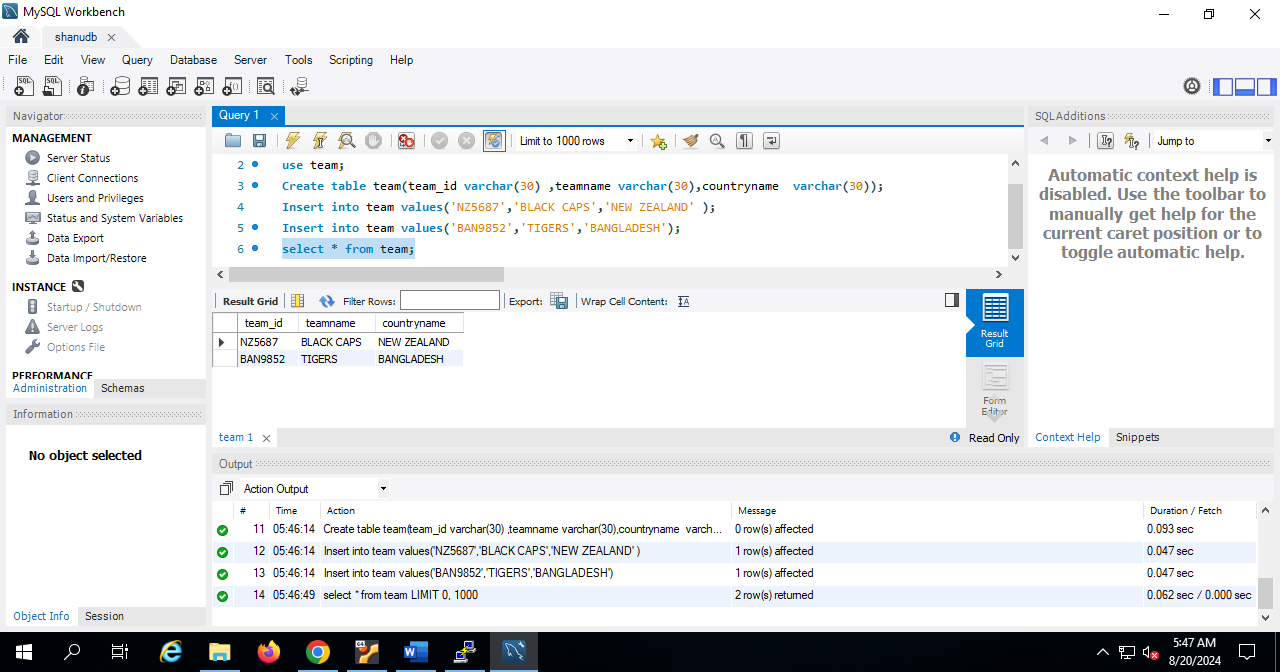 MySQL Workbench
shanudb
File Edit View Query Database Server Tools Scripting Help
Navigator
MANAGEMENT
Server Status
Client Connections
Users and Privileges
Status and System Variables
Data Export
Data Import/Restore
INSTANCE
Startup / Shutdown
Server Logs
Options File
PERFORMANCE
Administration Schemas
Information
No object selected
Object Info Session
Query 1
Limit to 1000 rows
2 use team;
3 Create table team(team_id varchar(30) ,teamname varchar(30),countryname  varchar(30));
4 Insert into team values('NZ5687','BLACK CAPS','NEW ZEALAND' );
5 Insert into team values('BAN9852','TIGERS','BANGLADESH');
6 select * from team;
Result Grid Filter Rows: Export: Wrap Cell Content:
team_id teamname countryname
NZ5687 BLACK CAPS NEW ZEALAND
BAN9852 TIGERS BANGLADESH
Result
Grid
Form
Editor
team 1
Read Only
SQLAdditions
Jump to
Automatic context help is
disabled. Use the toolbar to
manually get help for the
current caret position or to
toggle automatic help.
Context Help Snippets
Output
Action Output
# Time Action Message Duration / Fetch
11 05:46:14 Create table team(team_id varchar(30) ,teamname varchar(30),countryname  varch... 0 row(s) affected 0.093 sec
12 05:46:14 Insert into team values('NZ5687','BLACK CAPS','NEW ZEALAND' ) 1 row(s) affected 0.047 sec
13 05:46:14 Insert into team values('BAN9852','TIGERS','BANGLADESH') 1 row(s) affected 0.047 sec
14 05:46:49 select * from team LIMIT 0, 1000 2 row(s) returned 0.062 sec / 0.000 sec
5:47 AM
8/20/2024